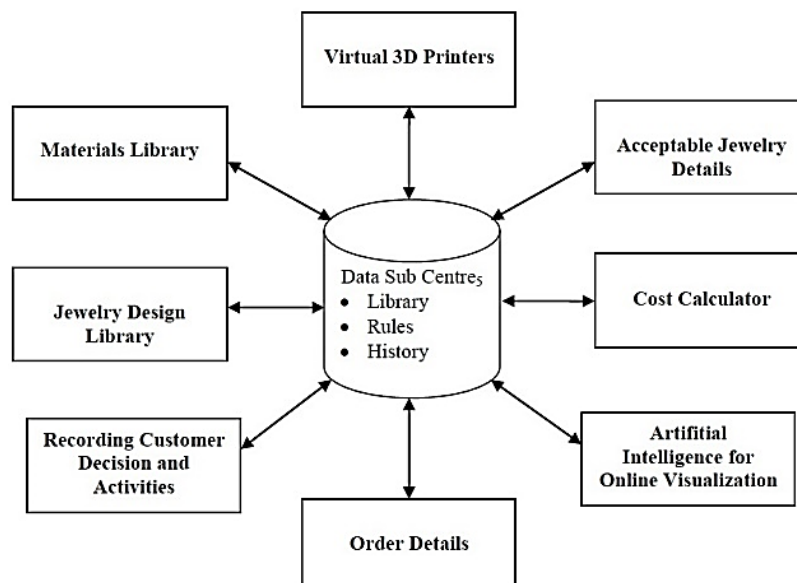 Virtual 3D Printers
Materials Library
Acceptable Jewelry
Details
Data Sub Centre₅
• Library
• Rules
• History
Jewelry Design
Library
Cost Calculator
Recording Customer
Decision and
Activities
Artifitial
Intelligence for
Online Visualization
Order Details